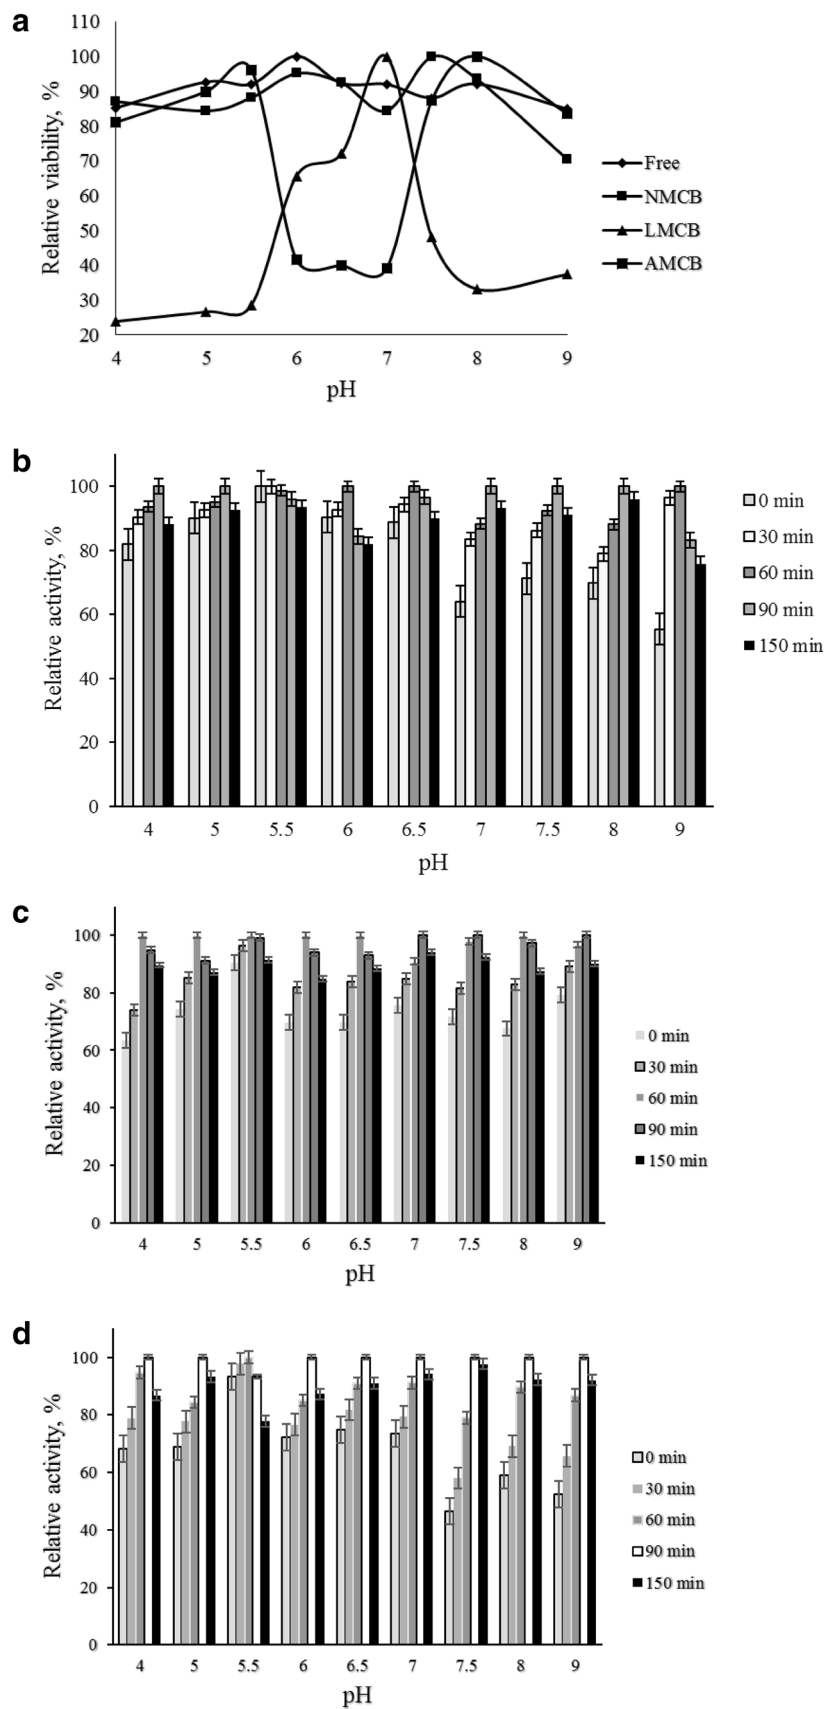 a
Relative viability, %
110
100
90
80
70
60
50
40
30
20
4 5 6 7 8 9
pH
Free
NMCB
LMCB
AMCB
b
Relative activity, %
100
80
60
40
20
0
4 5 5.5 6 6.5 7 7.5 8 9
pH
0 min
30 min
60 min
90 min
150 min
c
Relative activity, %
100
80
60
40
20
0
4 5 5.5 6 6.5 7 7.5 8 9
pH
0 min
30 min
60 min
90 min
150 min
d
Relative activity, %
100
80
60
40
20
0
4 5 5.5 6 6.5 7 7.5 8 9
pH
0 min
30 min
60 min
90 min
150 min